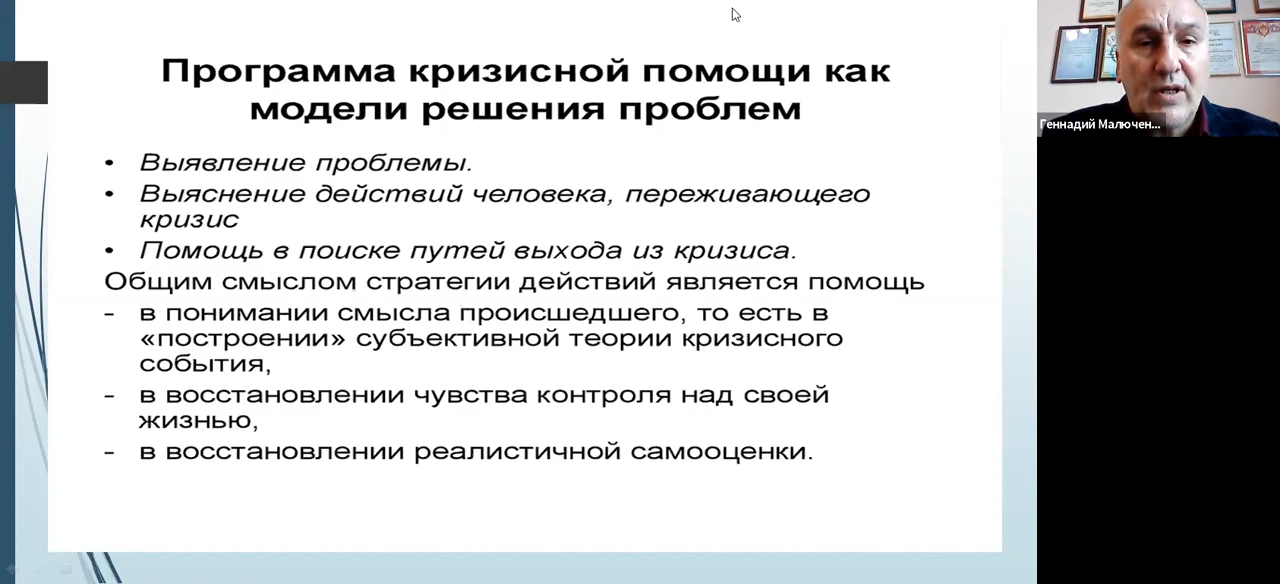 Программа кризисной помощи как
модели решения проблем
• Выявление проблемы.
• Выяснение действий человека, переживающего
кризис
• Помощь в поиске путей выхода из кризиса.
Общим смыслом стратегии действий является помощь
- в понимании смысла происшедшего, то есть в
«построении» субъективной теории кризисного
события,
- в восстановлении чувства контроля над своей
жизнью,
- в восстановлении реалистичной самооценки.
Геннадий Малючен...